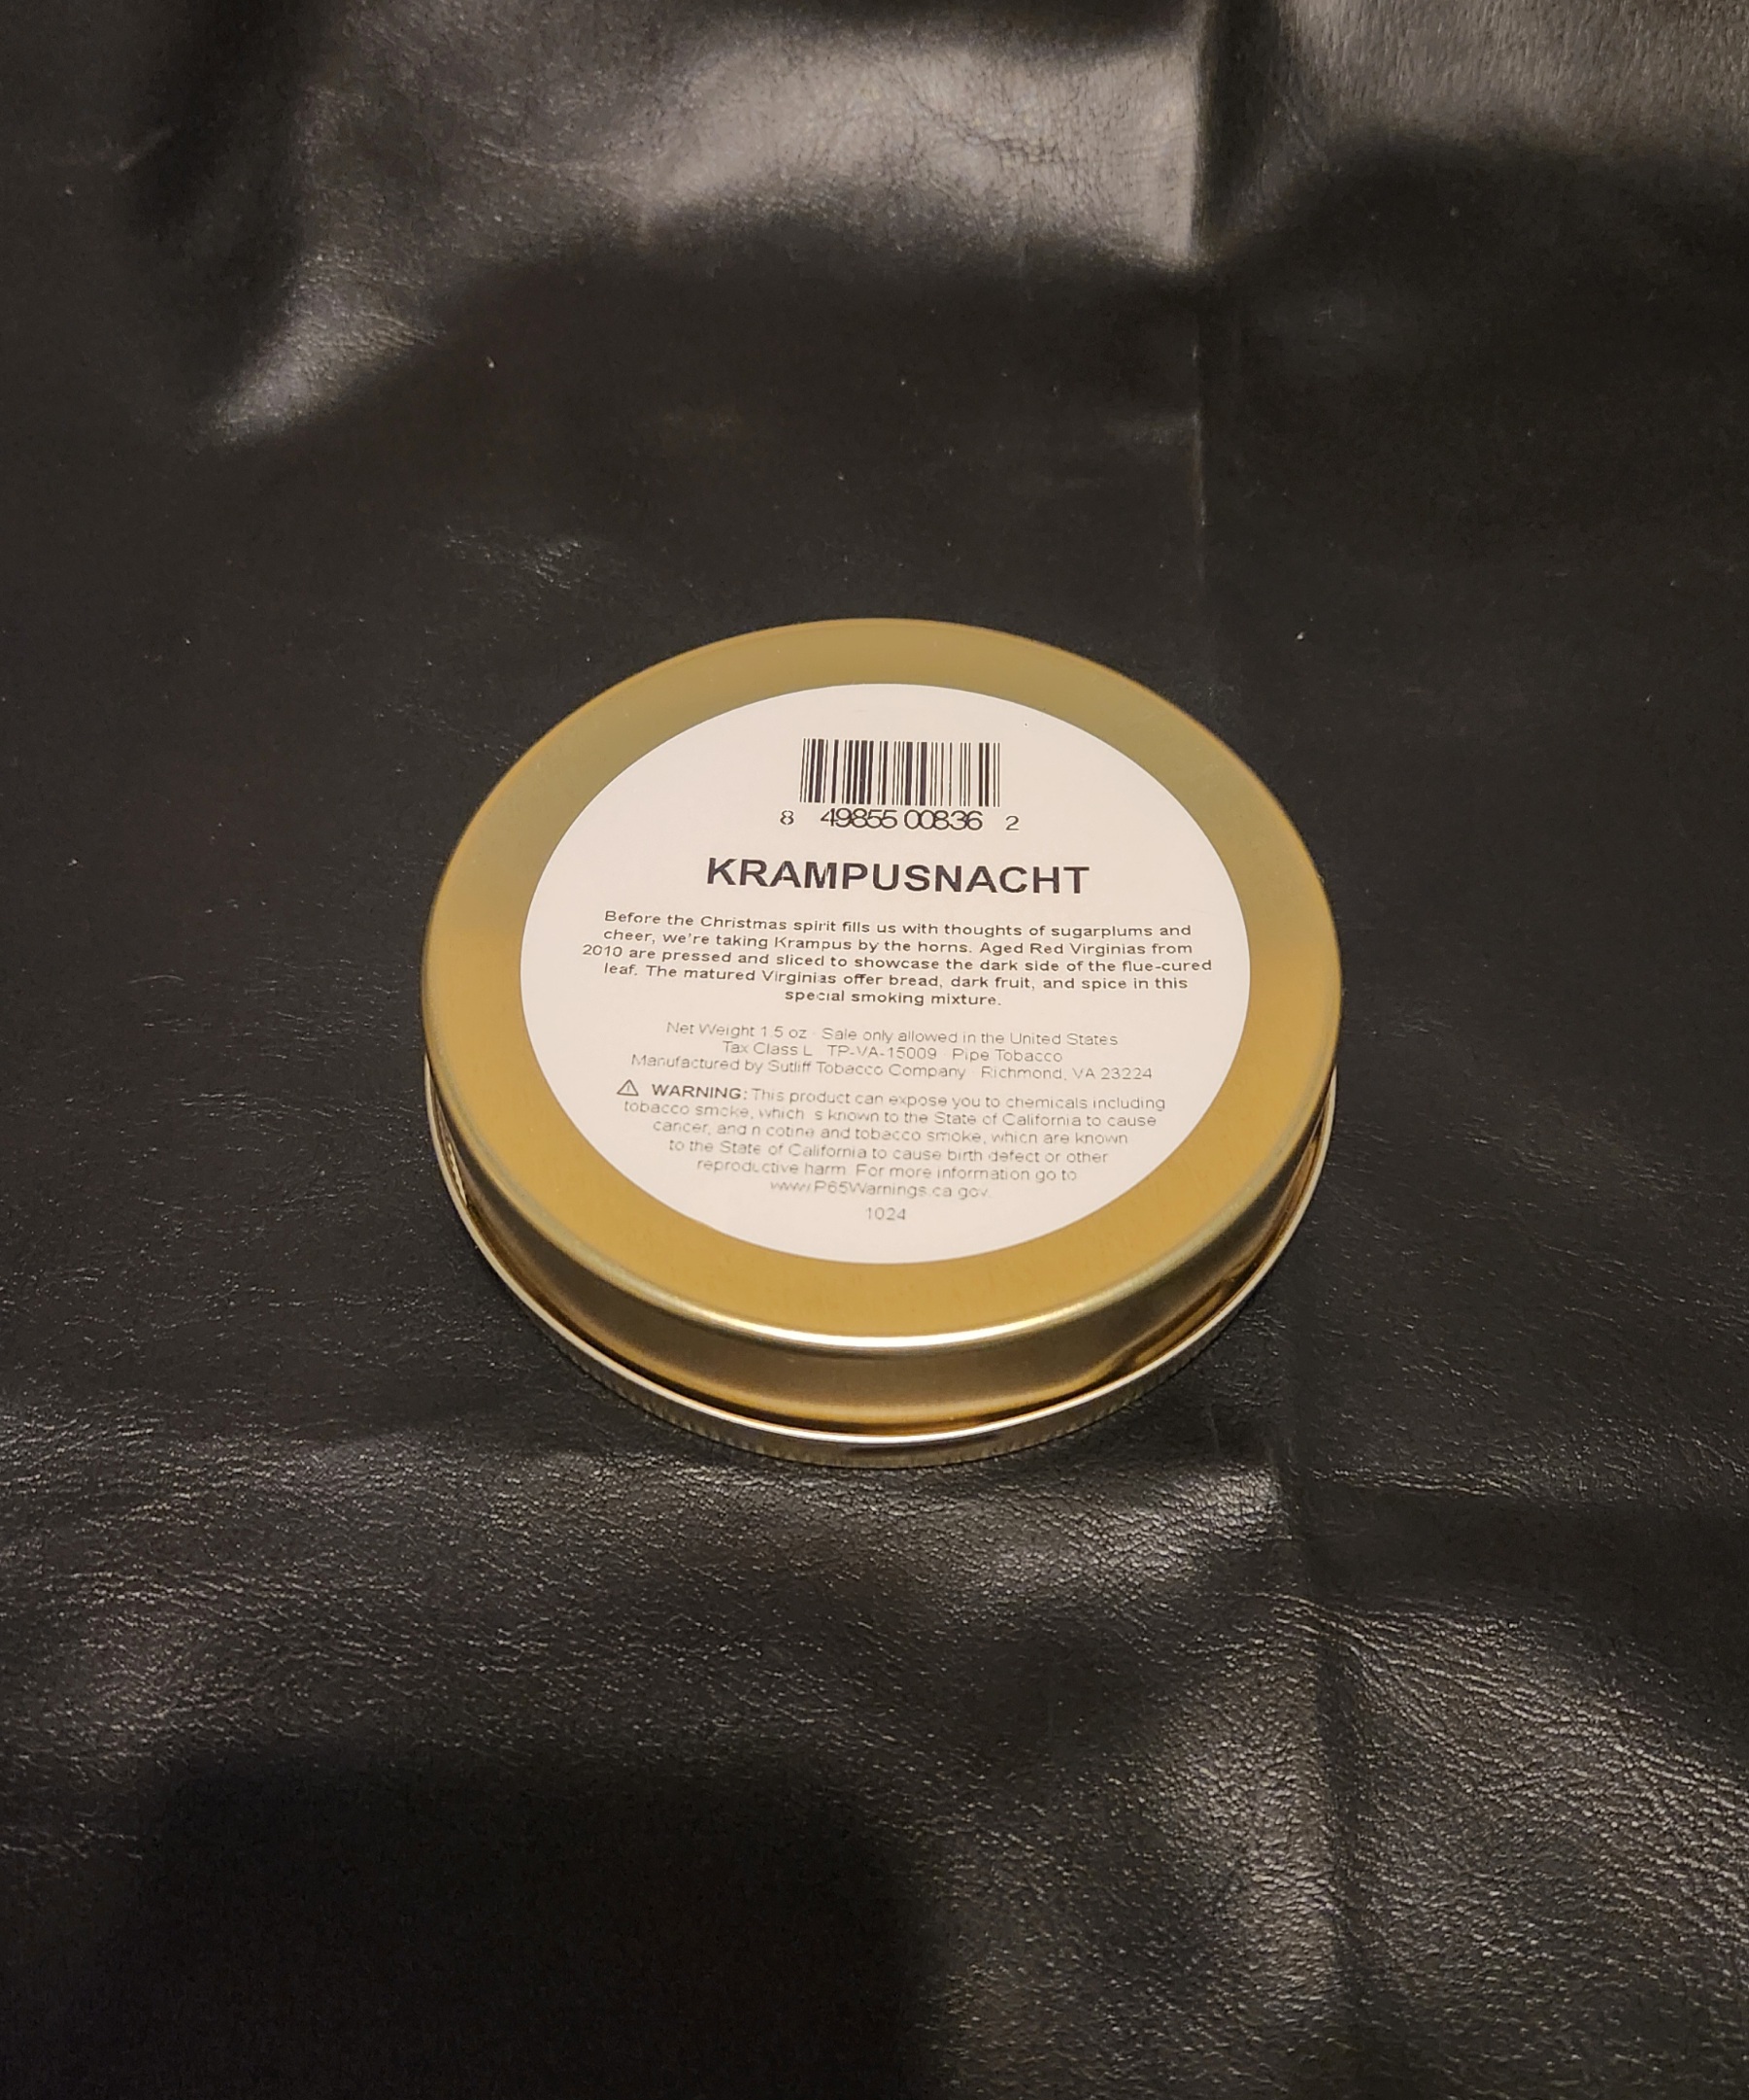 8 49855 00836 2
KRAMPUSNACHT
Before the Christmas spirit fills us with thoughts of sugarplums and
cheer, we're taking Krampus by the horns. Aged Red Virginias from
2010 are pressed and sliced to showcase the dark side of the flue-cured
leaf. The matured Virginias offer bread, dark fruit, and spice in this
special smoking mixture.
Net Weight 1.5 oz · Sale only allowed in the United States
Tax Class L · TP-VA-15009 · Pipe Tobacco
Manufactured by Sutliff Tobacco Company · Richmond, VA 23224
⚠ WARNING: This product can expose you to chemicals including
tobacco smoke, which is known to the State of California to cause
cancer, and nicotine and tobacco smoke, which are known
to the State of California to cause birth defect or other
reproductive harm. For more information go to
www.P65Warnings.ca.gov.
1024